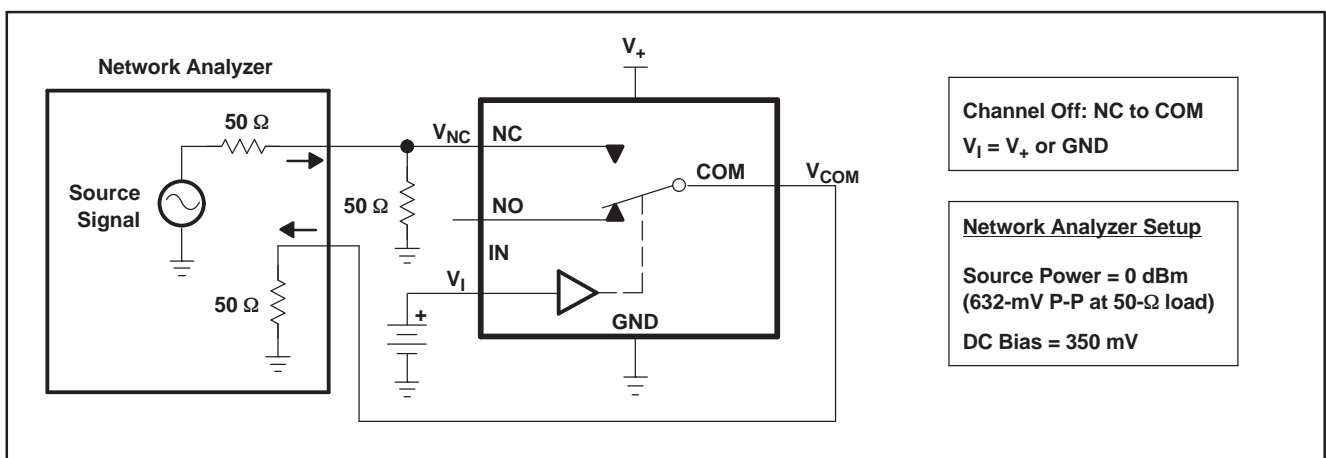 Network Analyzer
50 Ω
Source
Signal
50 Ω
50 Ω
V+
VNC
NC
NO
IN
VI
+
COM
VCOM
GND
Channel Off: NC to COM
VI = V+ or GND
Network Analyzer Setup
Source Power = 0 dBm
(632-mV P-P at 50-Ω load)
DC Bias = 350 mV